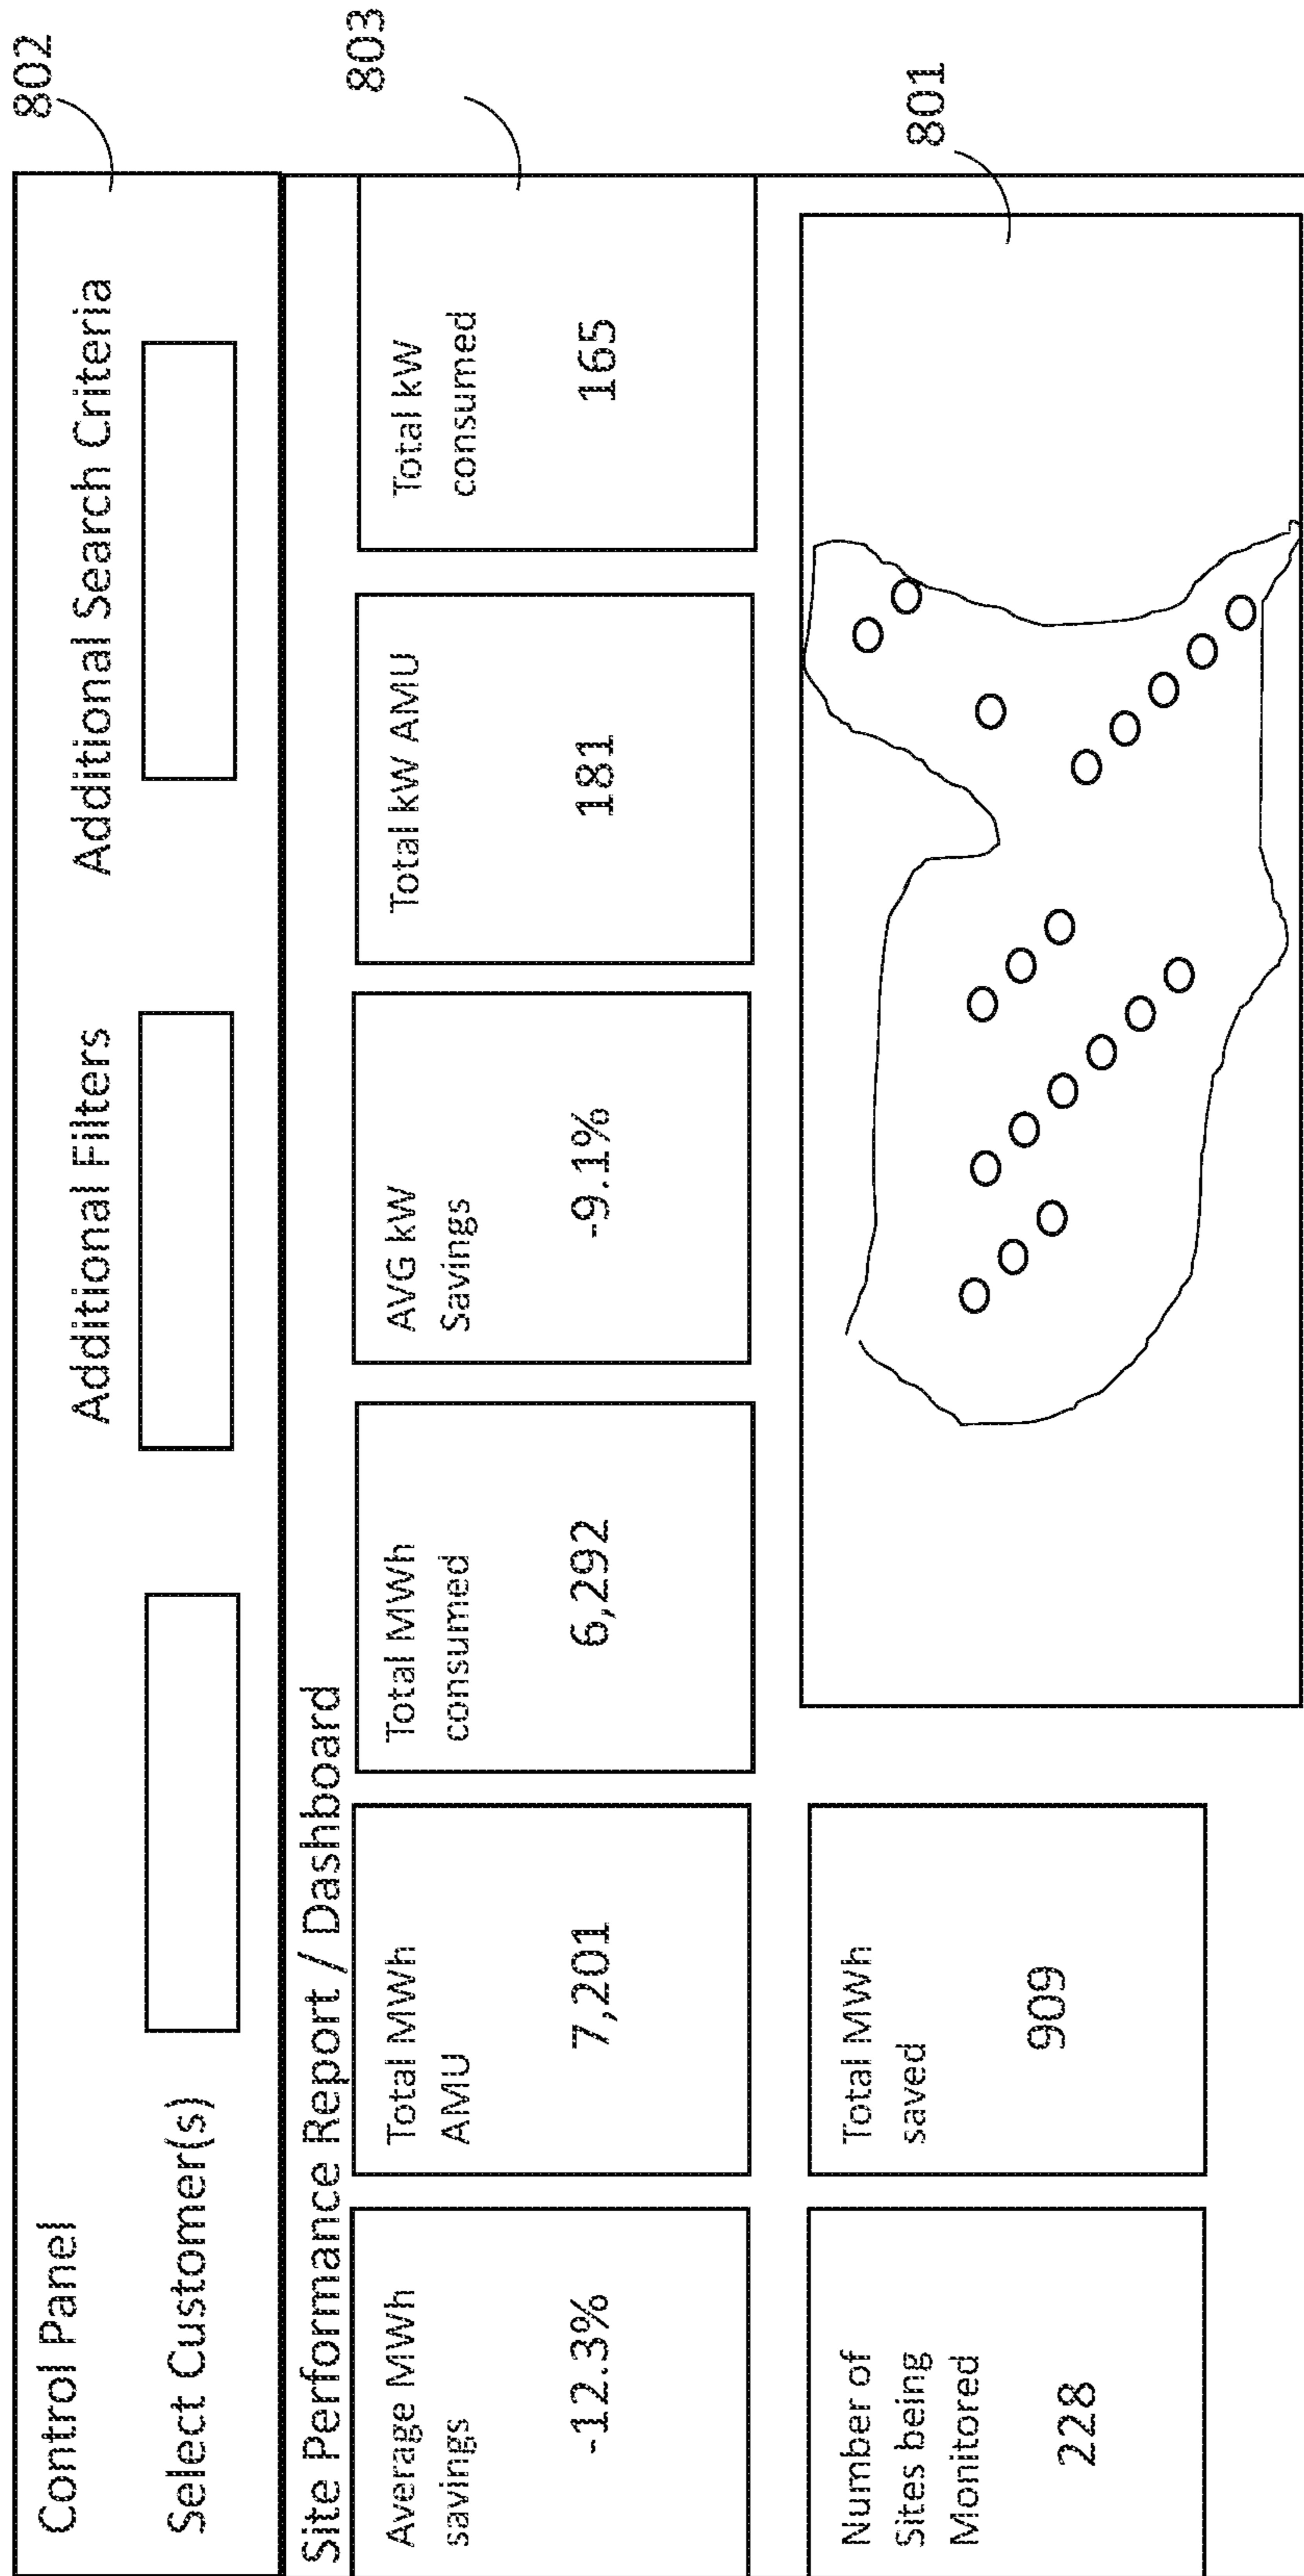 802
Control Panel
Additional Filters
Additional Search Criteria
Select Customer(s)
Site Performance Report / Dashboard
803
Average MWh
savings
-12.3%
Total MWh
AMU
7,201
Total MWh
consumed
6,292
AVG kW
Savings
-9.1%
Total kW AMU
181
Total kW
consumed
165
Number of
Sites being
Monitored
228
Total MWh
saved
909
801